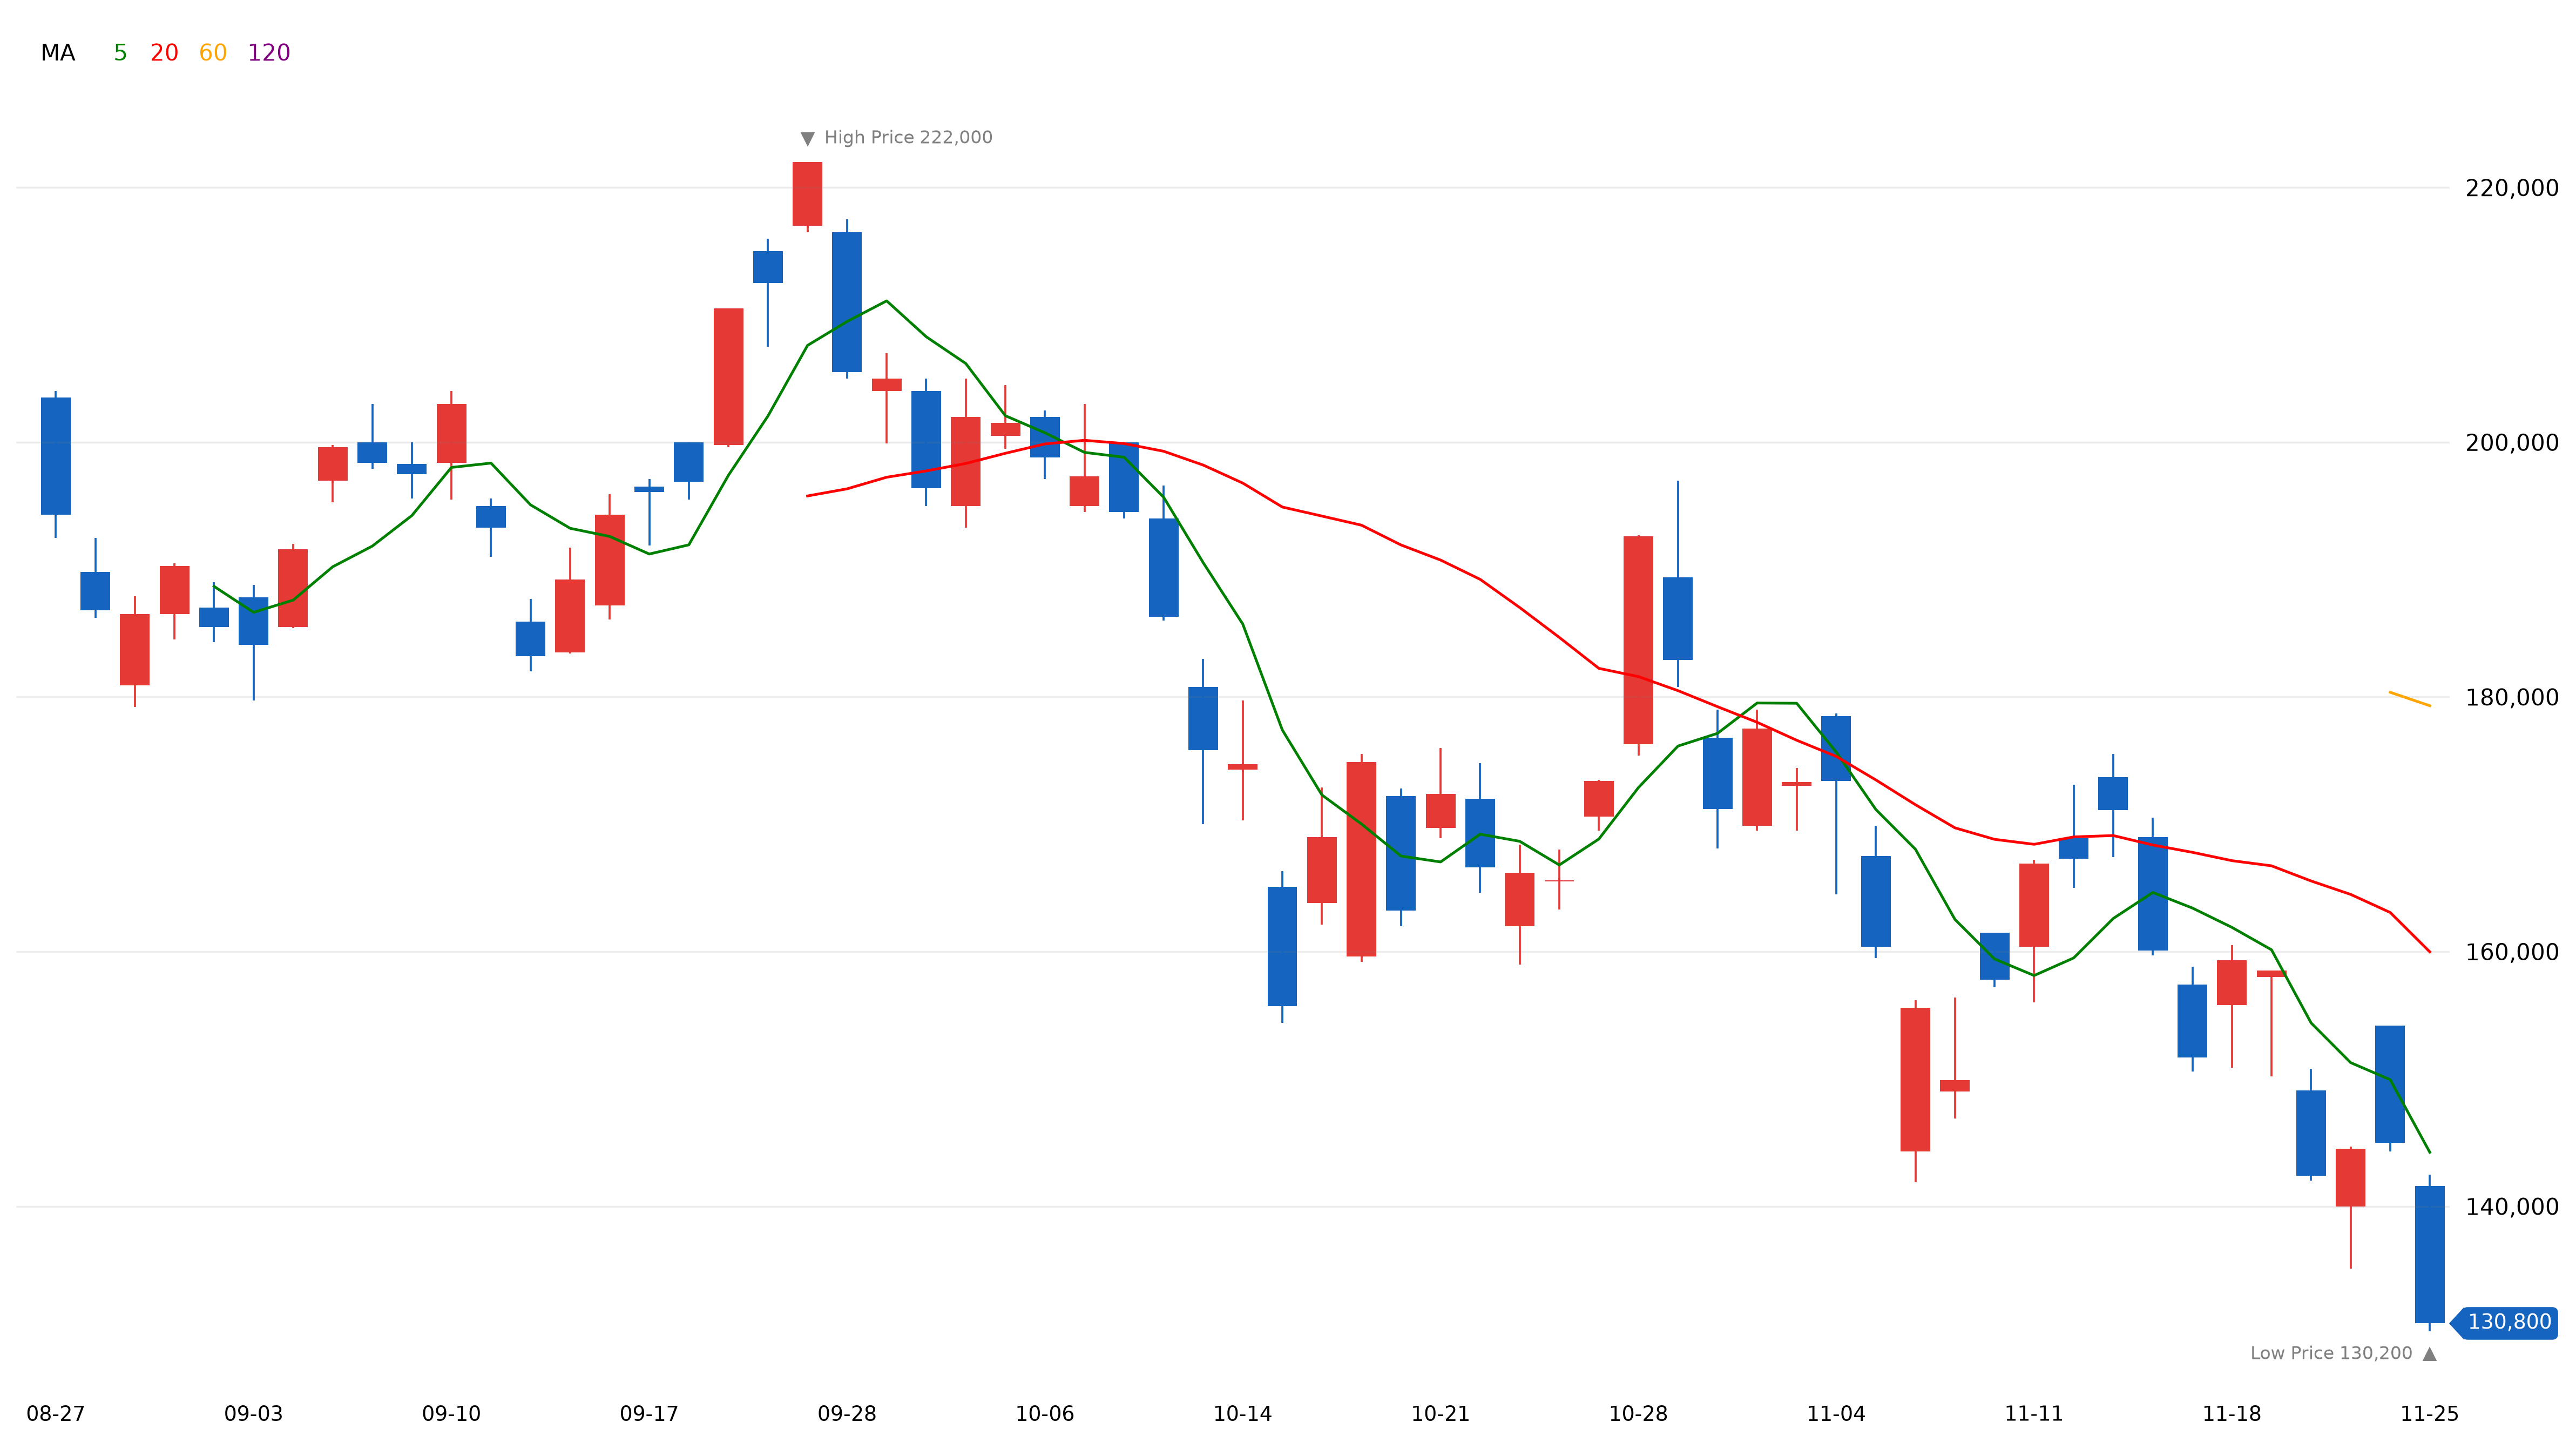 MA 5 20 60 120
▼ High Price 222,000
220,000
200,000
180,000
160,000
140,000
130,800
Low Price 130,200 ▲
08-27 09-03 09-10 09-17 09-28 10-06 10-14 10-21 10-28 11-04 11-11 11-18 11-25